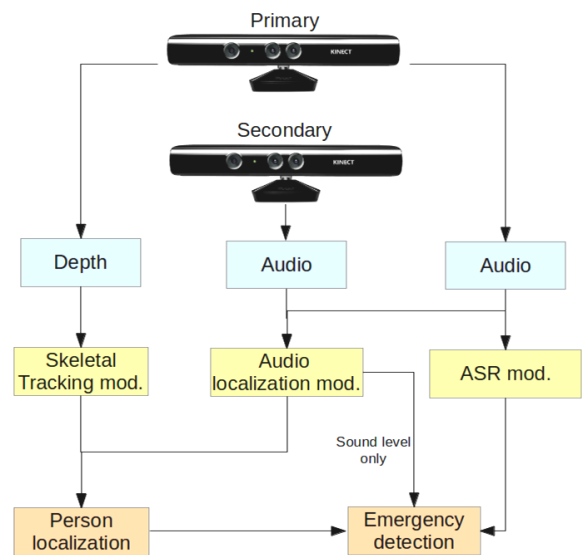 Primary
KINECT
Secondary
KINECT
Depth
Audio
Audio
Skeletal
Tracking mod.
Audio
localization mod.
ASR mod.
Sound level
only
Person
localization
Emergency
detection